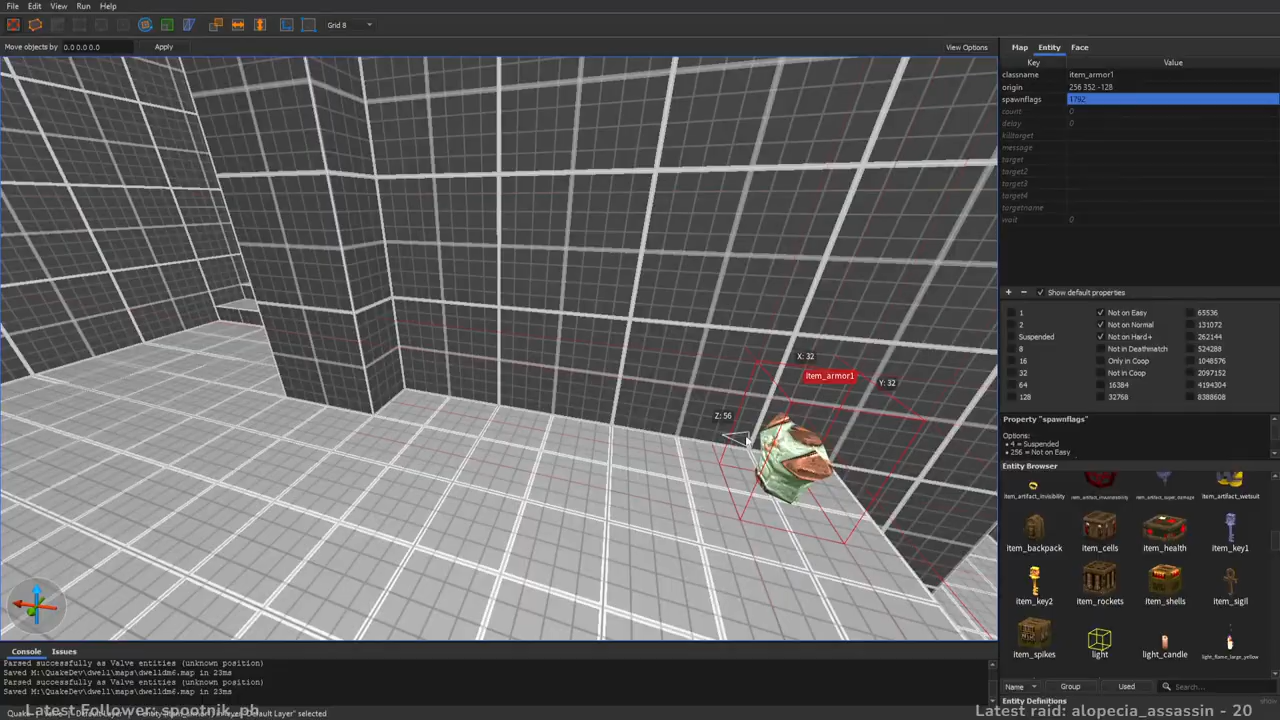 File Edit View Run Help
Grid 8
Move objects by 0.0 0.0 0.0 Apply View Options
Map Entity Face
Key Value
classname item_armor1
origin 256 352 -128
spawnflags 1792
count 0
delay 0
killtarget
message
target
target2
target3
target4
targetname
wait 0
+ − Show default properties
1 Not on Easy 65536
2 Not on Normal 131072
Suspended Not on Hard+ 262144
8 Not in Deathmatch 524288
16 Only in Coop 1048576
32 Not in Coop 2097152
64 16384 4194304
128 32768 8388608
X: 32
item_armor1
Y: 32
Z: 56
Property "spawnflags"
Options:
• 4 = Suspended
• 256 = Not on Easy
Entity Browser
item_artifact_invisibility item_artifact_invulnerability item_artifact_super_damage item_artifact_wetsuit
item_backpack item_cells item_health item_key1
item_key2 item_rockets item_shells item_sigil
item_spikes light light_candle light_flame_large_yellow
Name Group Used Search...
Entity Definitions
Console Issues
Parsed successfully as Valve entities (unknown position)
Saved M:\QuakeDev\dwell\maps\dwelldm6.map in 23ms
Parsed successfully as Valve entities (unknown position)
Saved M:\QuakeDev\dwell\maps\dwelldm6.map in 23ms
Latest Follower: spootnik_ph
Latest raid: alopecia_assassin - 20